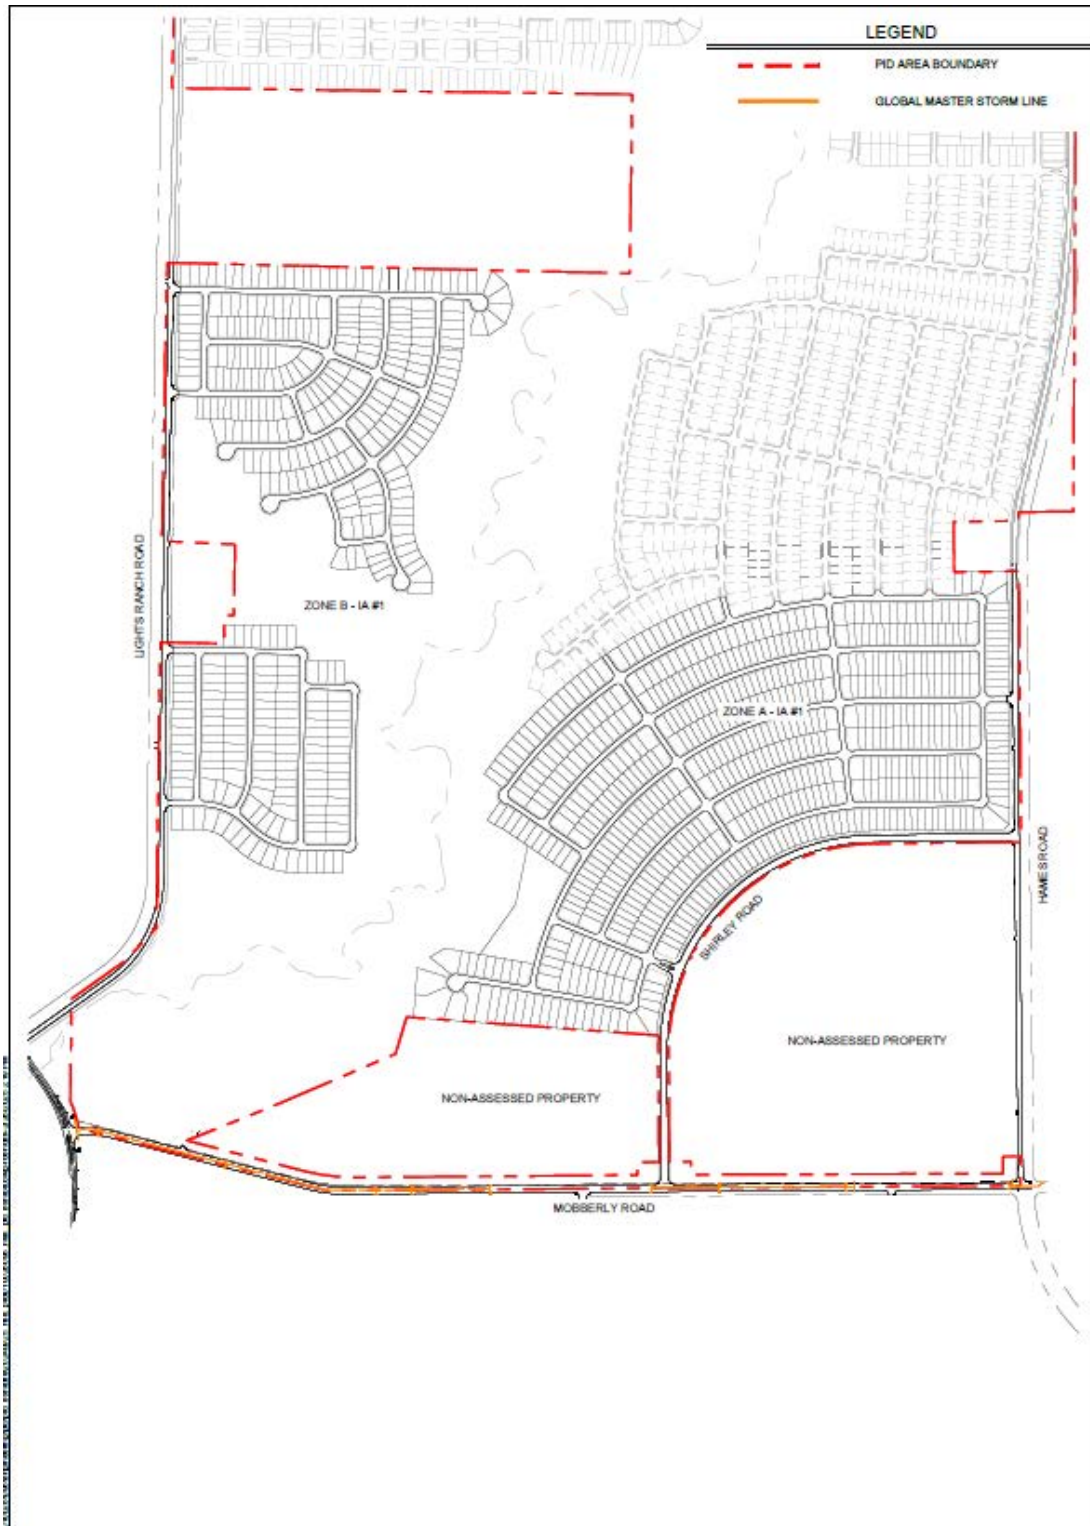 LEGEND
PID AREA BOUNDARY
GLOBAL MASTER STORM LINE
LIGHTS RANCH ROAD
ZONE B - IA #1
ZONE A - IA #1
HAMES ROAD
SHIRLEY ROAD
NON-ASSESSED PROPERTY
NON-ASSESSED PROPERTY
MOBBERLY ROAD